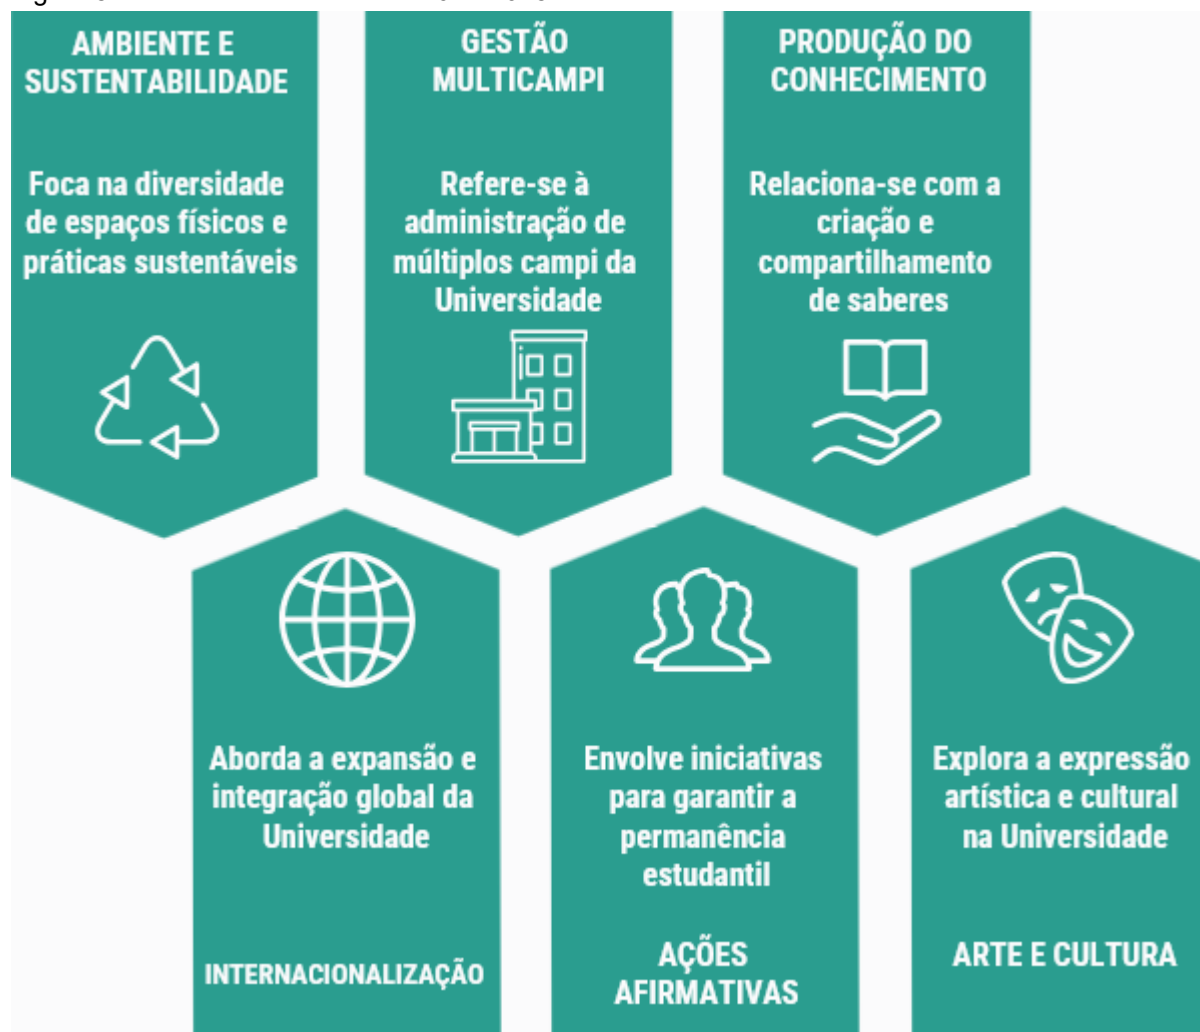 AMBIENTE E
SUSTENTABILIDADE
Foca na diversidade
de espaços físicos e
práticas sustentáveis
GESTÃO
MULTICAMPI
Refere-se à
administração de
múltiplos campi da
Universidade
PRODUÇÃO DO
CONHECIMENTO
Relaciona-se com a
criação e
compartilhamento
de saberes
Aborda a expansão e
integração global da
Universidade
INTERNACIONALIZAÇÃO
Envolve iniciativas
para garantir a
permanência
estudantil
AÇÕES
AFIRMATIVAS
Explora a expressão
artística e cultural
na Universidade
ARTE E CULTURA